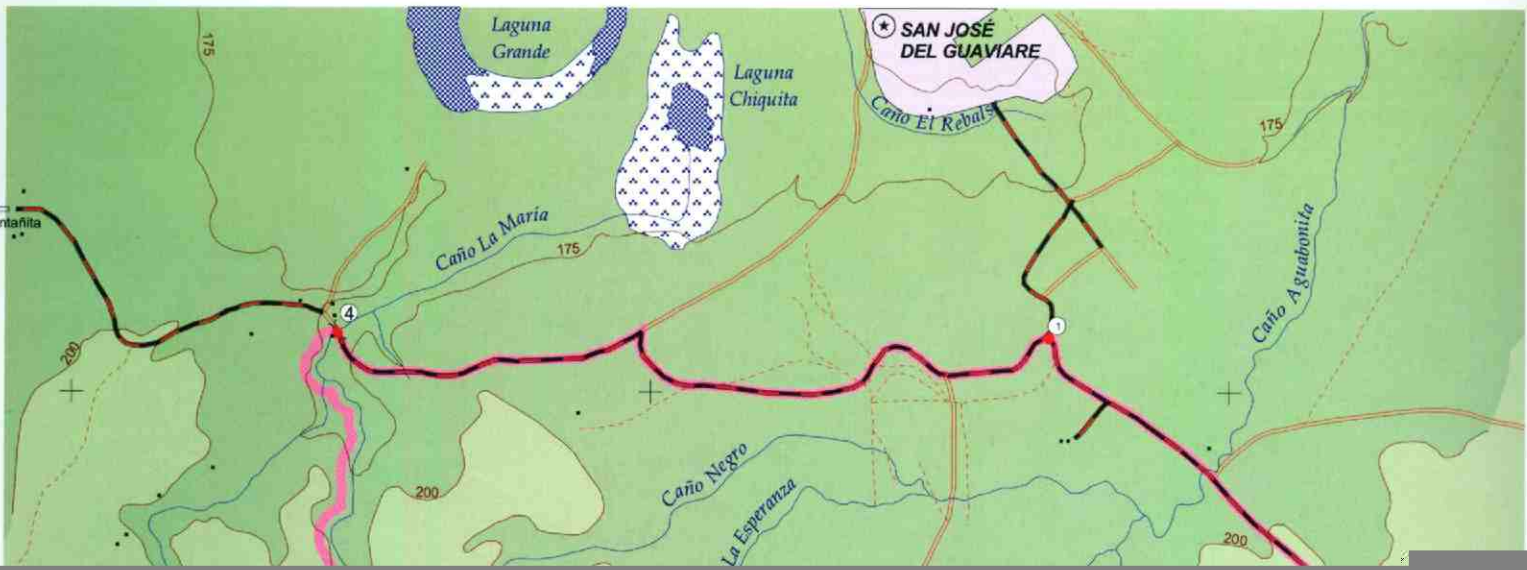 175
Laguna
Grande
Laguna
Chiquita
SAN JOSÉ
DEL GUAVIARE
Caño El Rebals
175
ntañita
Caño La María
175
Caño Aguabonita
4
1
200
Caño Negro
La Esperanza
200
200